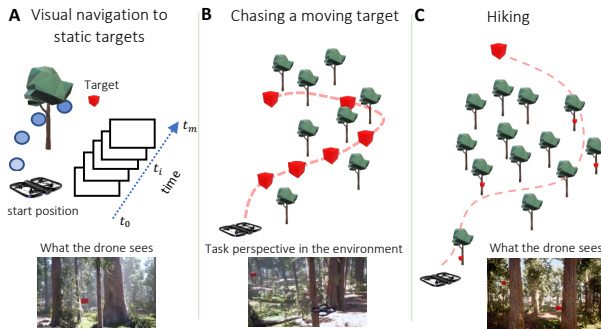 A Visual navigation to
static targets
Target
t_m
t_i
time
t_0
start position
What the drone sees
B Chasing a moving target
Task perspective in the environment
C Hiking
What the drone sees